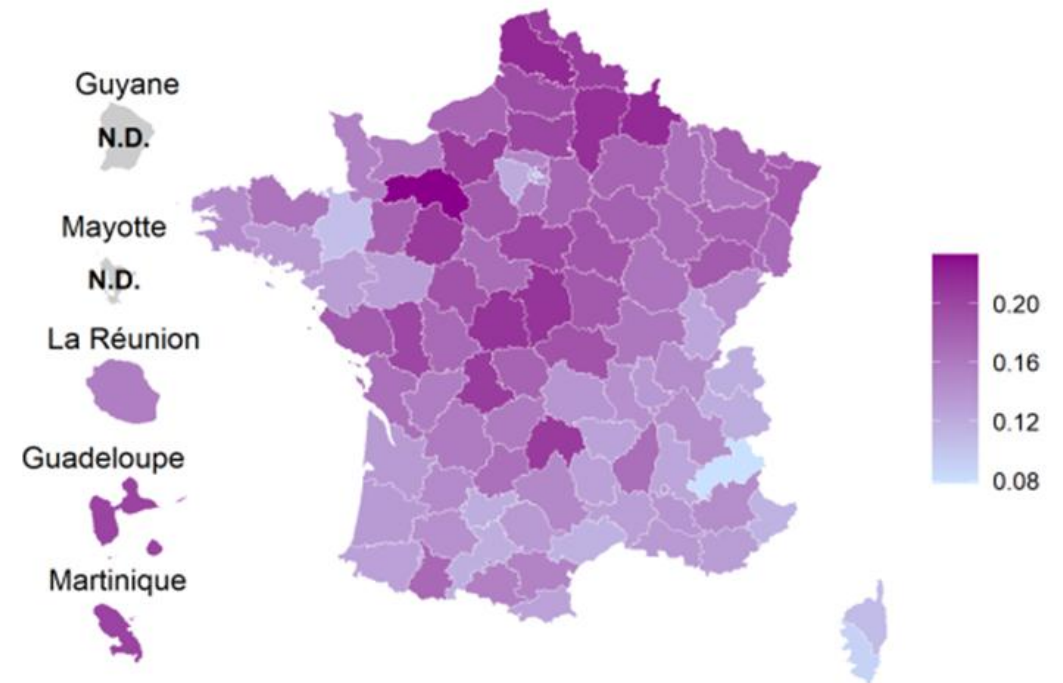 Guyane
N.D.
Mayotte
N.D.
La Réunion
Guadeloupe
Martinique
0.20
0.16
0.12
0.08